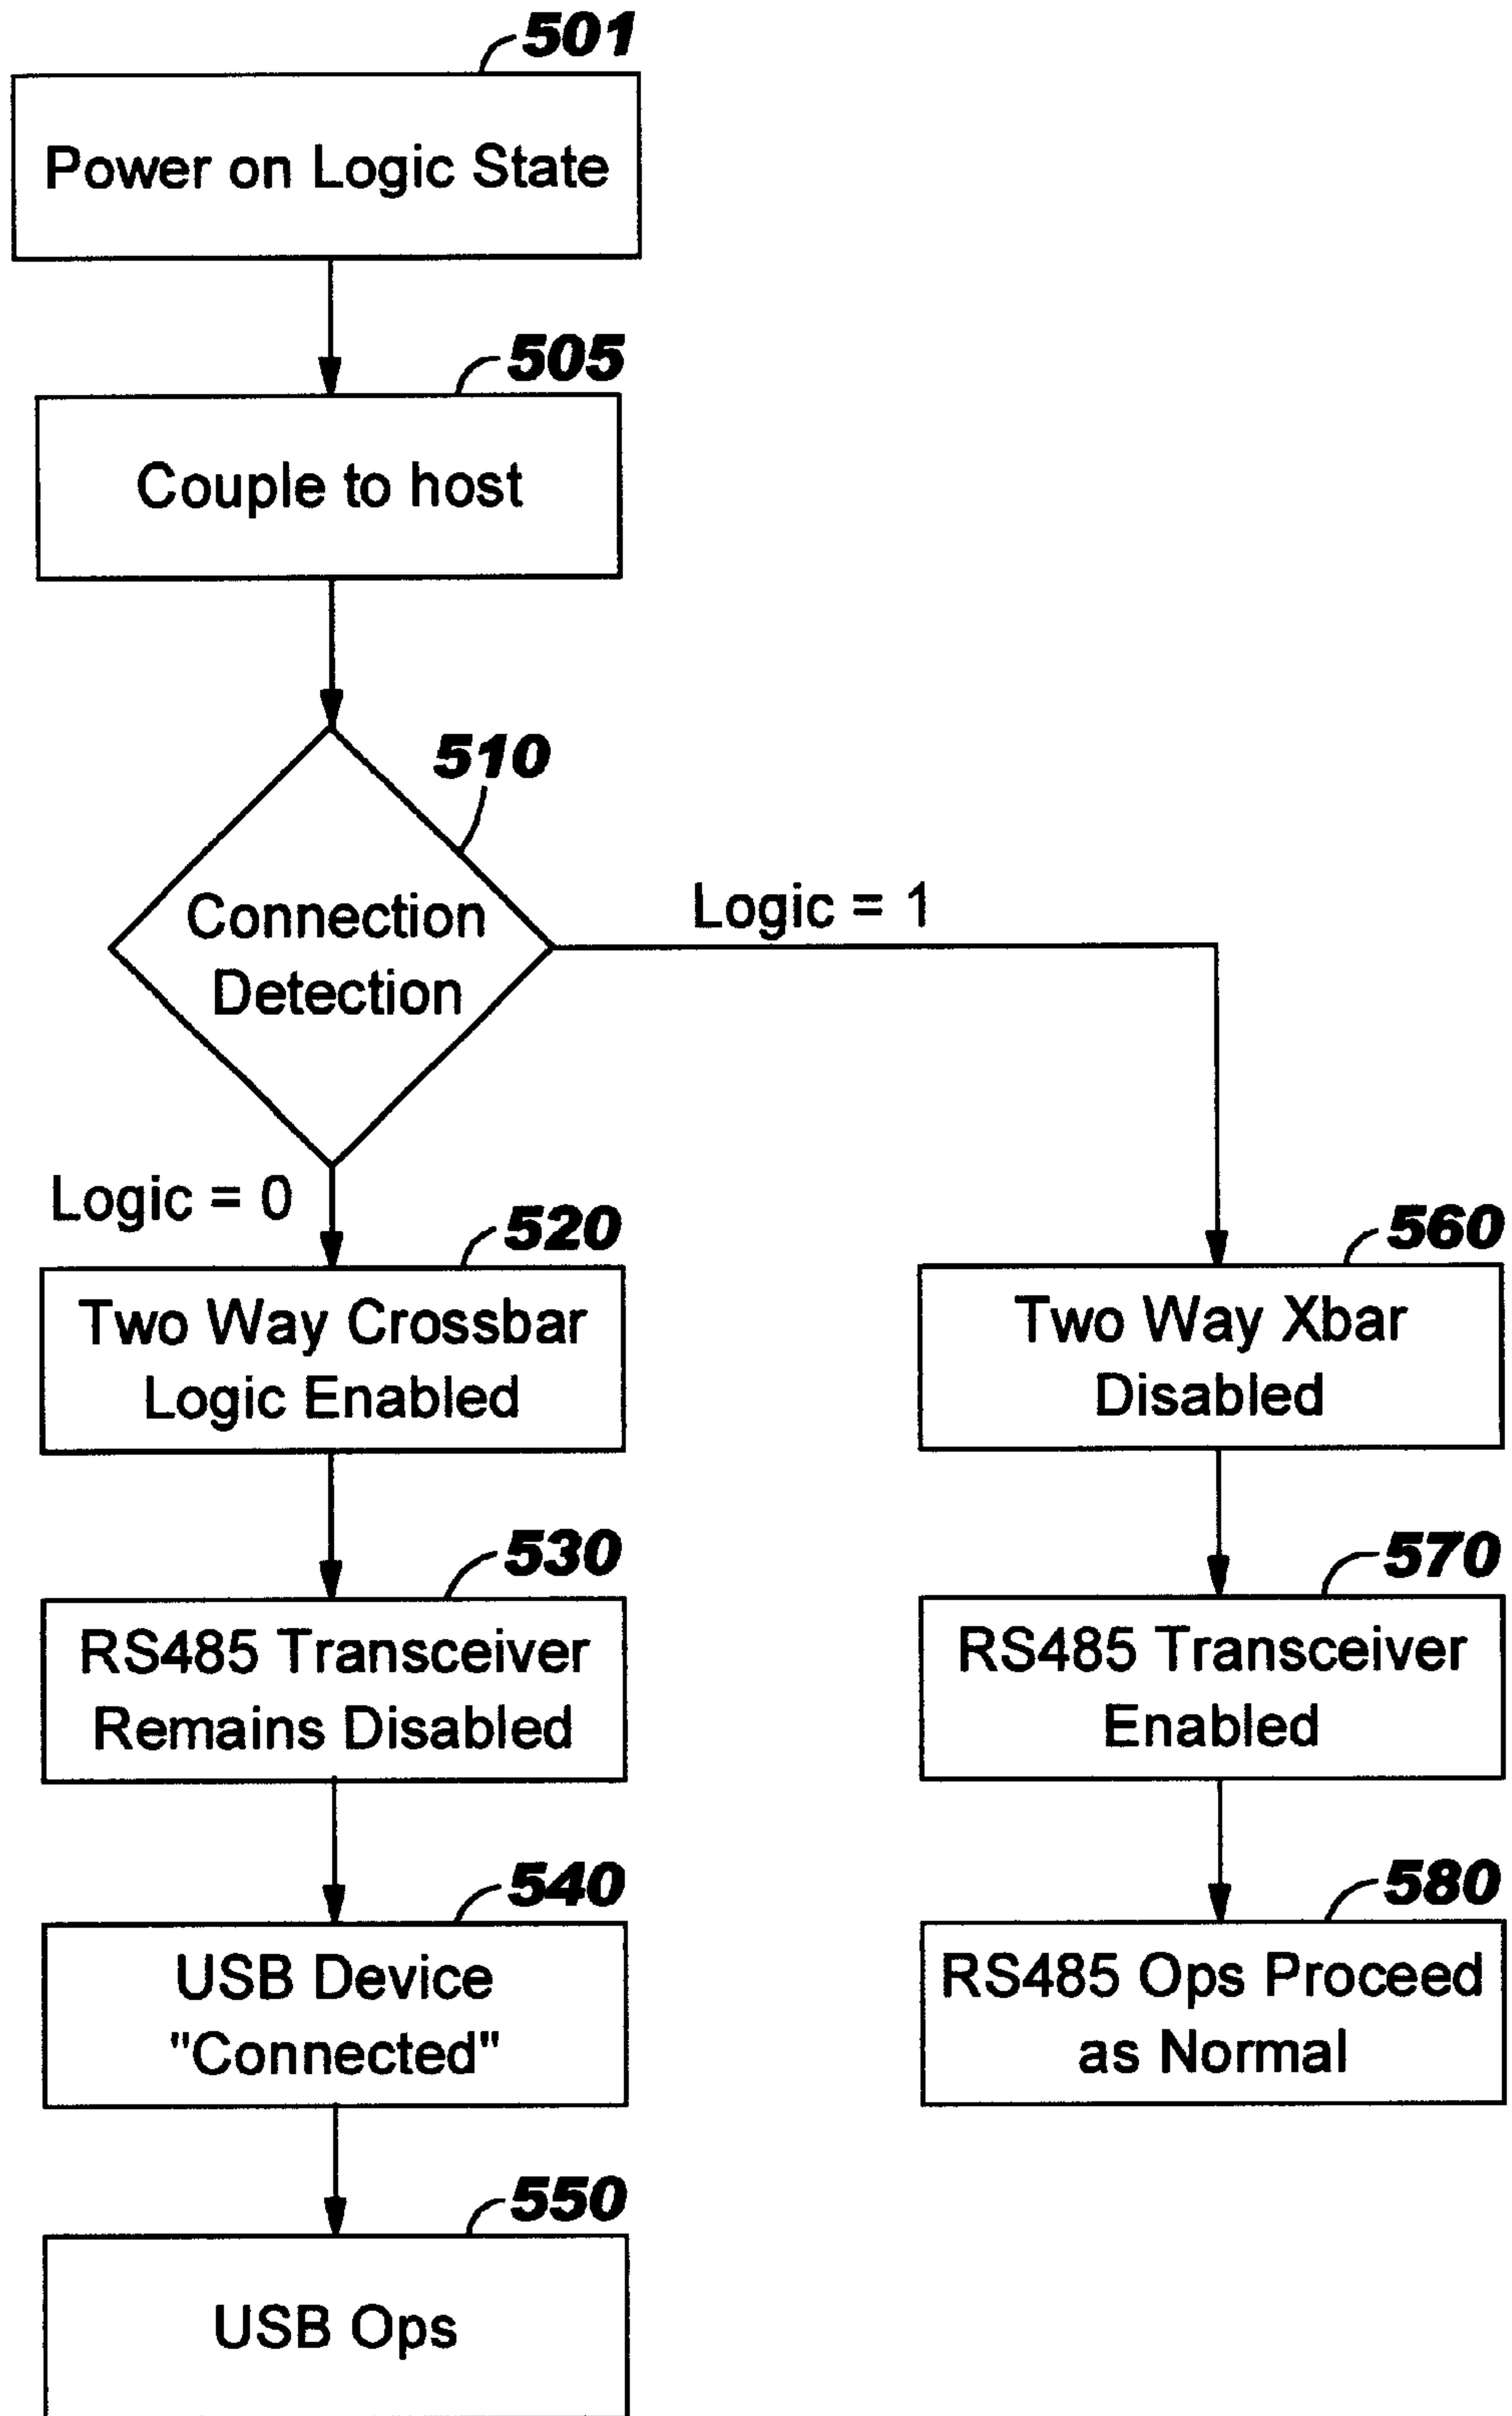 501
Power on Logic State
505
Couple to host
510
Connection
Detection
Logic = 1
Logic = 0
520
Two Way Crossbar
Logic Enabled
560
Two Way Xbar
Disabled
530
RS485 Transceiver
Remains Disabled
570
RS485 Transceiver
Enabled
540
USB Device
"Connected"
580
RS485 Ops Proceed
as Normal
550
USB Ops